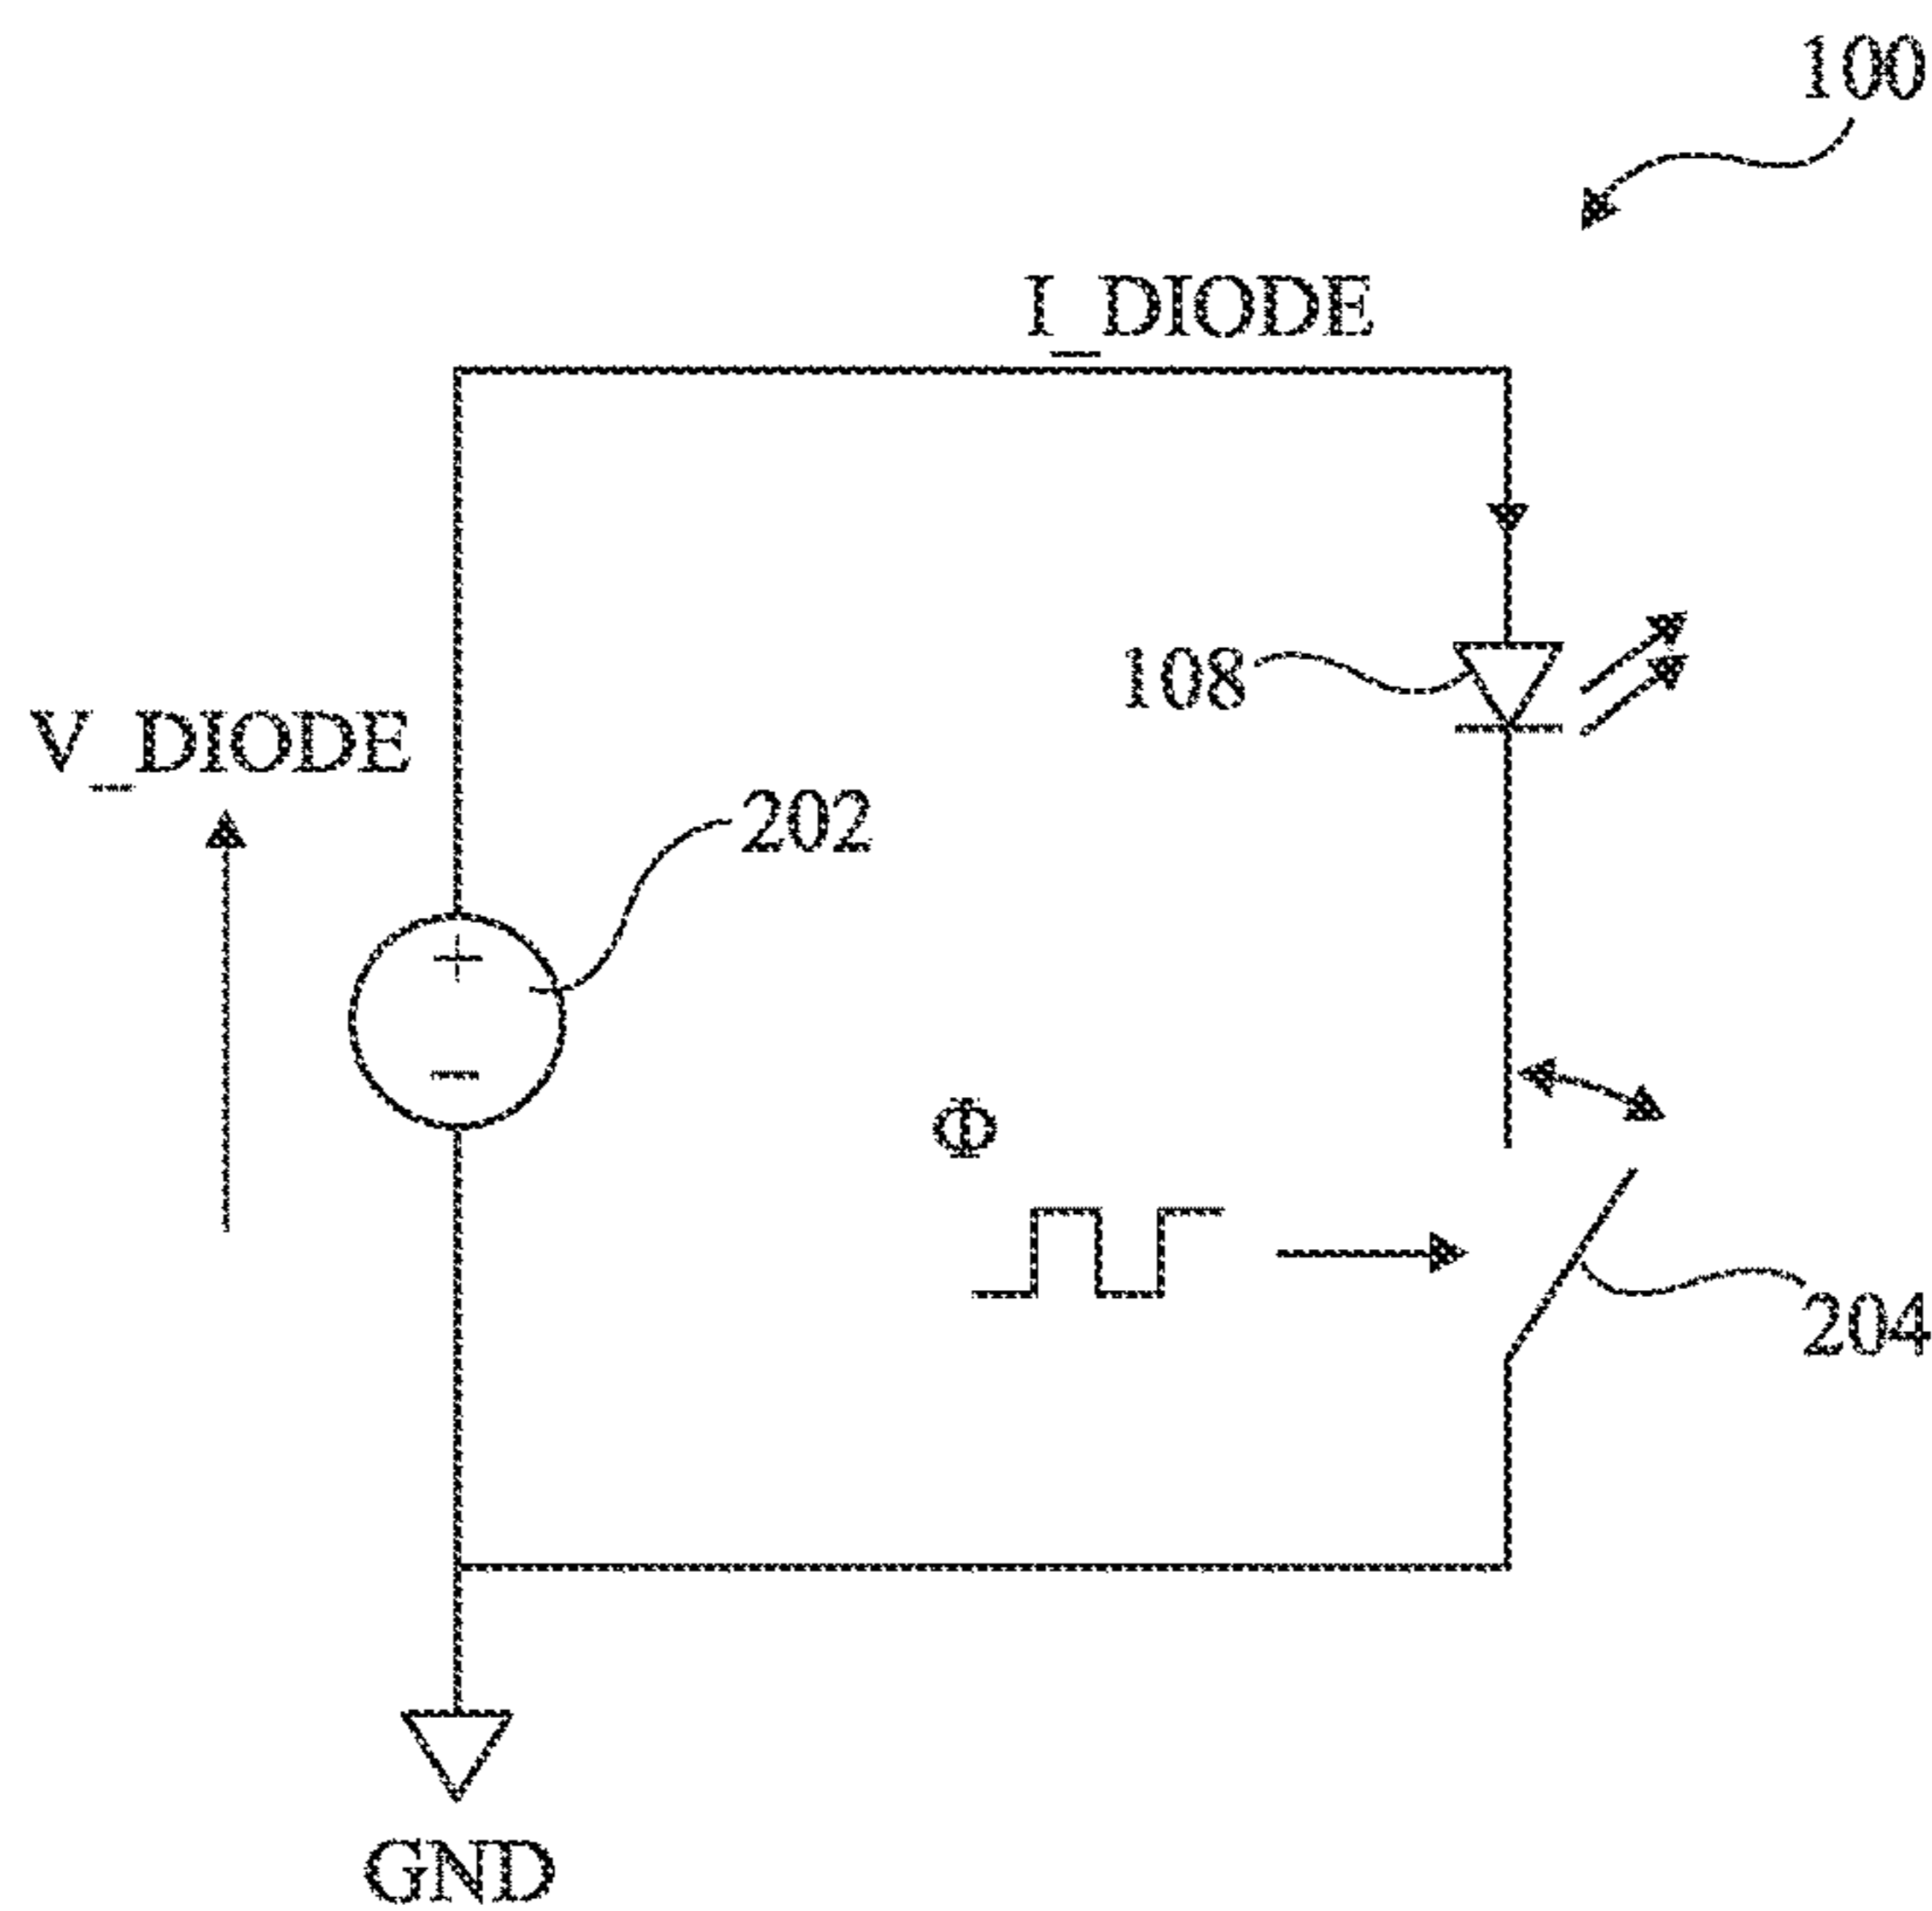 100
I_DIODE
108
V_DIODE
202
+
−
Φ
204
GND